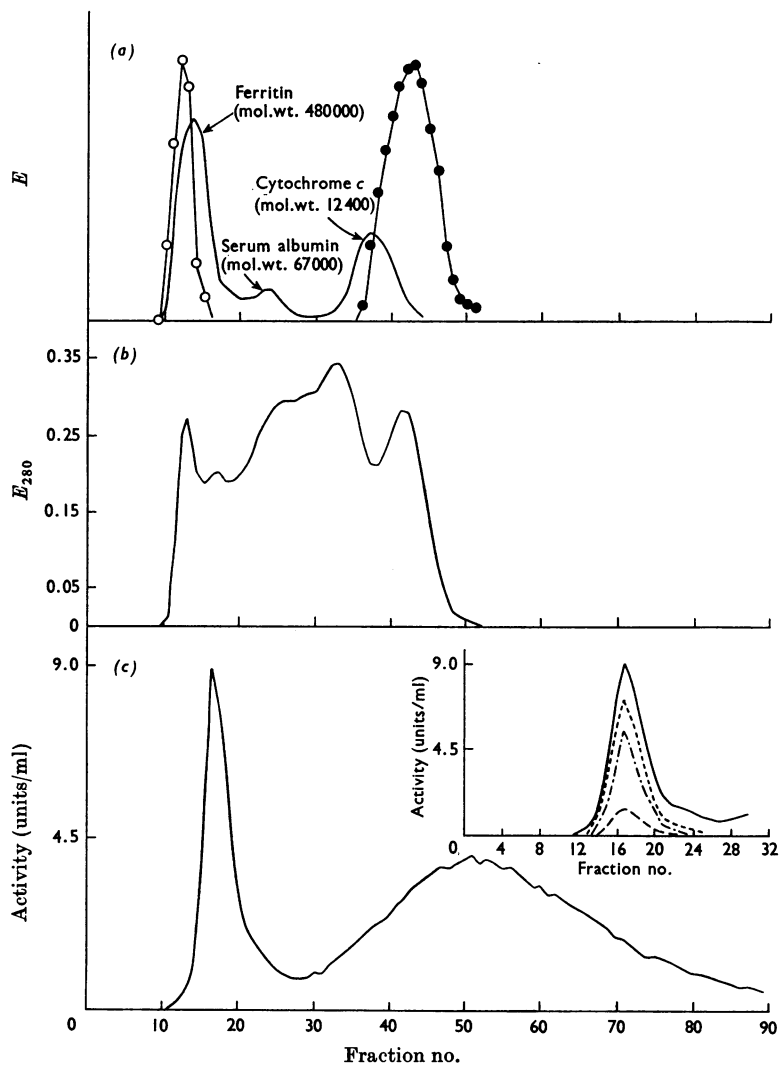 (a)
Ferritin
(mol.wt. 480000)
E
Cytochrome c
(mol.wt. 12400)
Serum albumin
(mol.wt. 67000)
0.35
(b)
0.25
E280
0.15
0.05
0
9.0
(c)
4.5
Activity (units/ml)
9.0
4.5
Activity (units/ml)
0 4 8 12 16 20 24 28 32
Fraction no.
0 10 20 30 40 50 60 70 80 90
Fraction no.